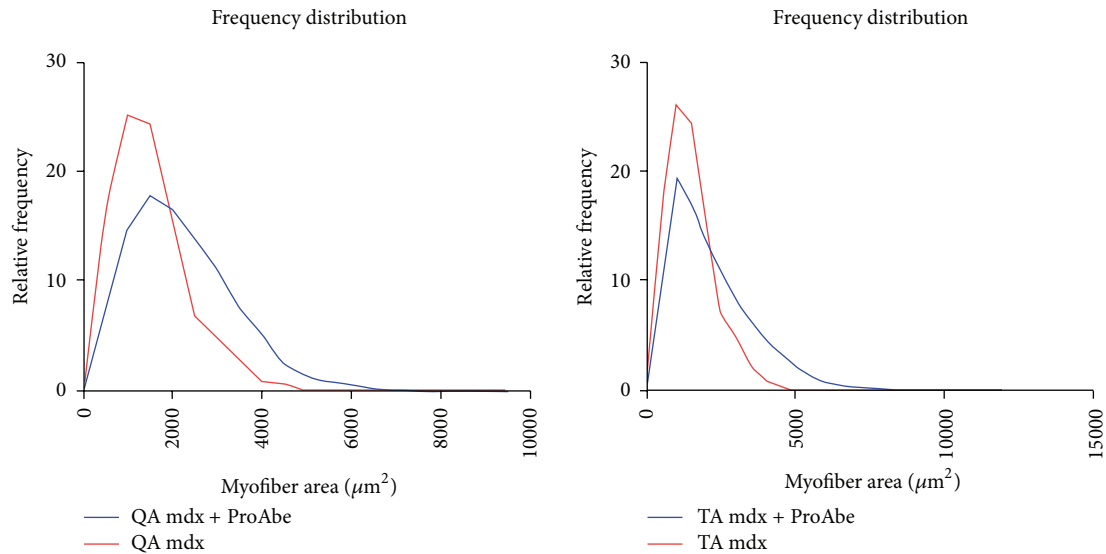 Frequency distribution
30
20
10
0
Relative frequency
0
2000
4000
6000
8000
10000
Myofiber area (μm²)
QA mdx + ProAbe
QA mdx
Frequency distribution
30
20
10
0
Relative frequency
0
5000
10000
15000
Myofiber area (μm²)
TA mdx + ProAbe
TA mdx